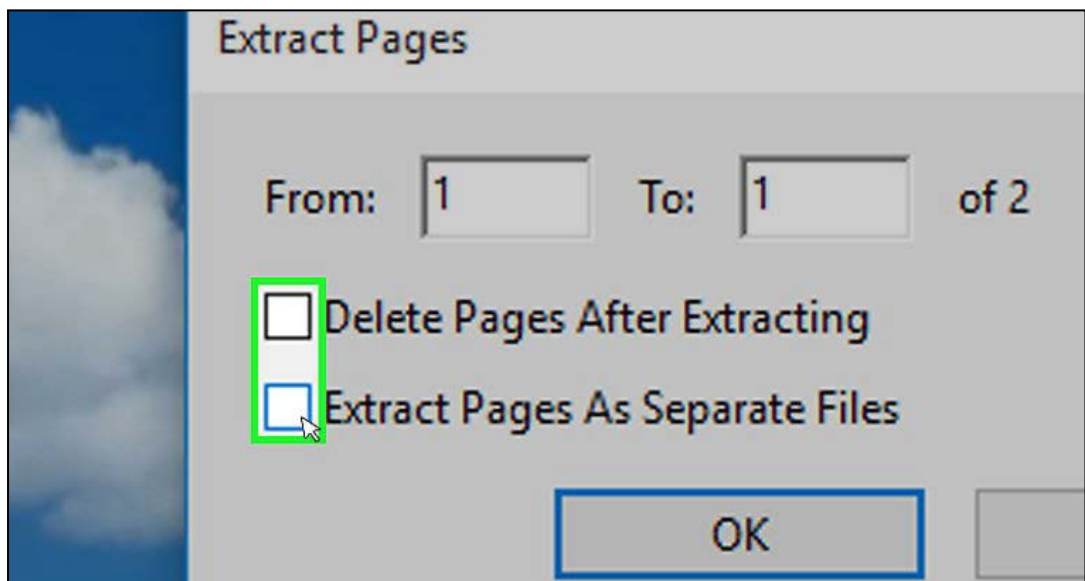 Extract Pages
From: 1 To: 1 of 2
Delete Pages After Extracting
Extract Pages As Separate Files
OK